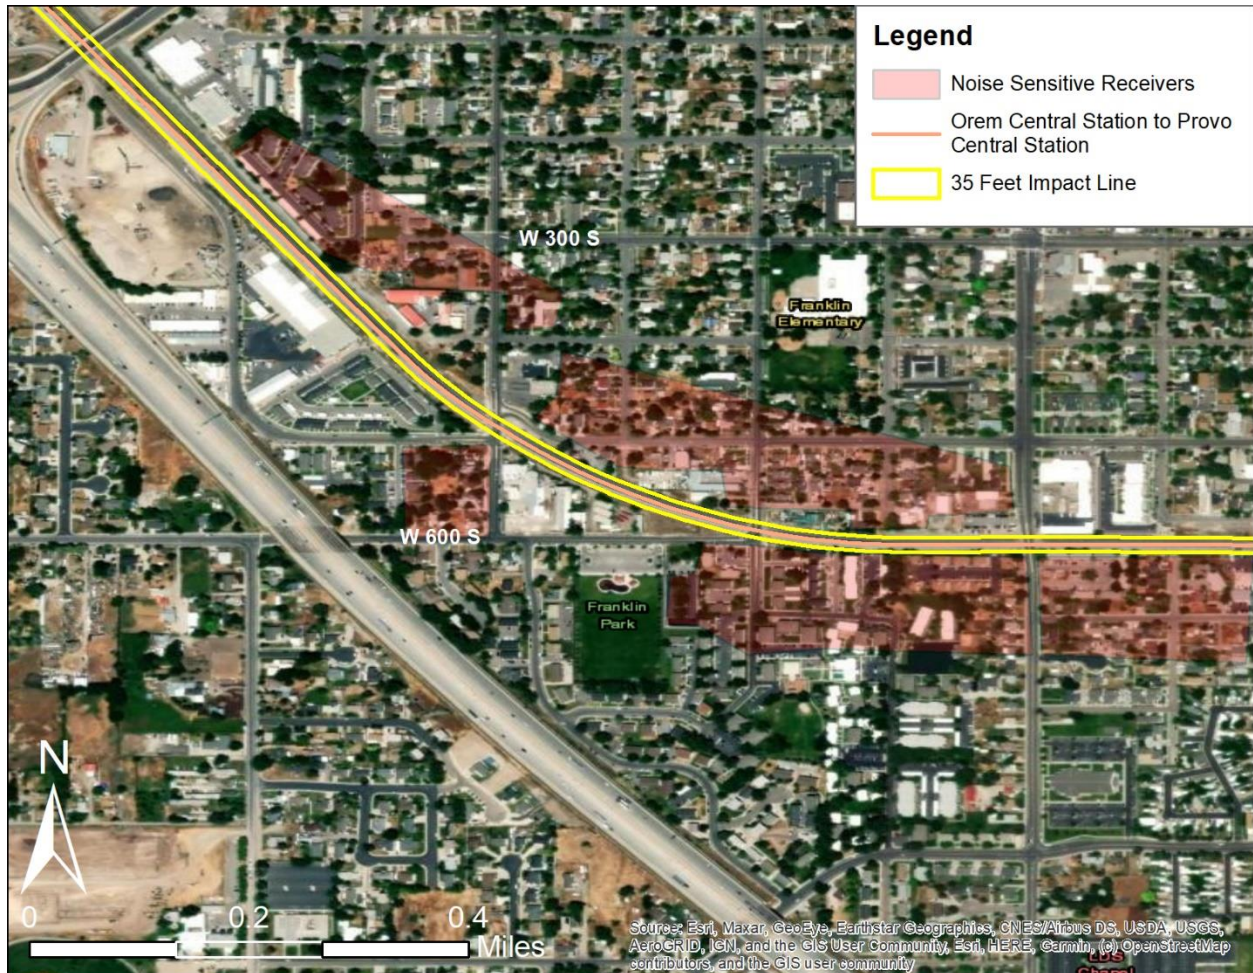 Legend
Noise Sensitive Receivers
Orem Central Station to Provo
Central Station
35 Feet Impact Line
W 300 S
Franklin
Elementary
W 600 S
Franklin
Park
N
0 0.2 0.4
Miles
Source: Esri, Maxar, GeoEye, Earthstar Geographics, CNES/Airbus DS, USDA, USGS,
AeroGRID, IGN, and the GIS User Community, Esri, HERE, Garmin, (c) OpenStreetMap
contributors, and the GIS user community
LDS
Chapel